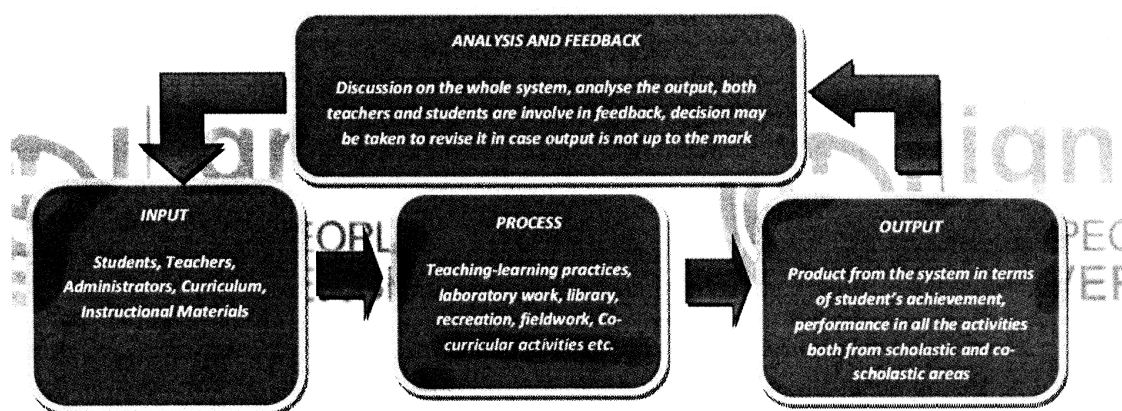 ANALYSIS AND FEEDBACK
Discussion on the whole system, analyse the output, both
teachers and students are involve in feedback, decision may
be taken to revise it in case output is not up to the mark
INPUT
Students, Teachers,
Administrators, Curriculum,
Instructional Materials
PROCESS
Teaching-learning practices,
laboratory work, library,
recreation, fieldwork, Co-
curricular activities etc.
OUTPUT
Product from the system in terms
of student's achievement,
performance in all the activities
both from scholastic and co-
scholastic areas